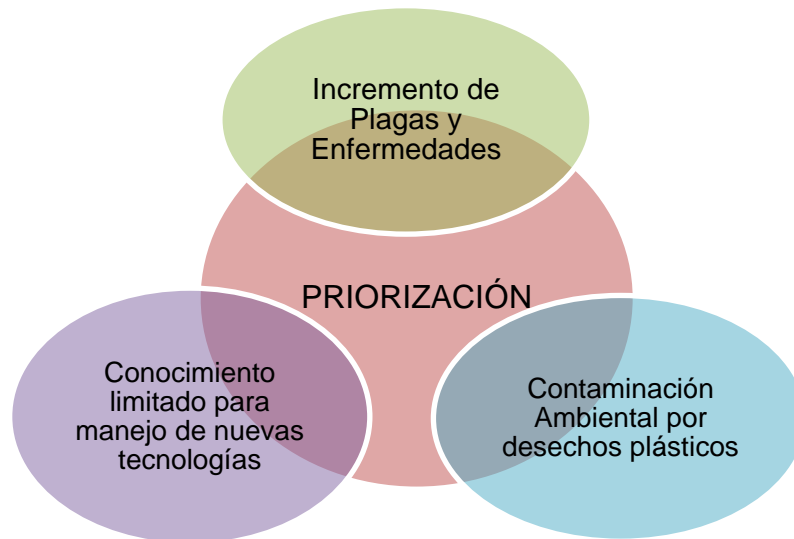 Incremento de
Plagas y
Enfermedades
PRIORIZACIÓN
Conocimiento
limitado para
manejo de nuevas
tecnologías
Contaminación
Ambiental por
desechos plásticos